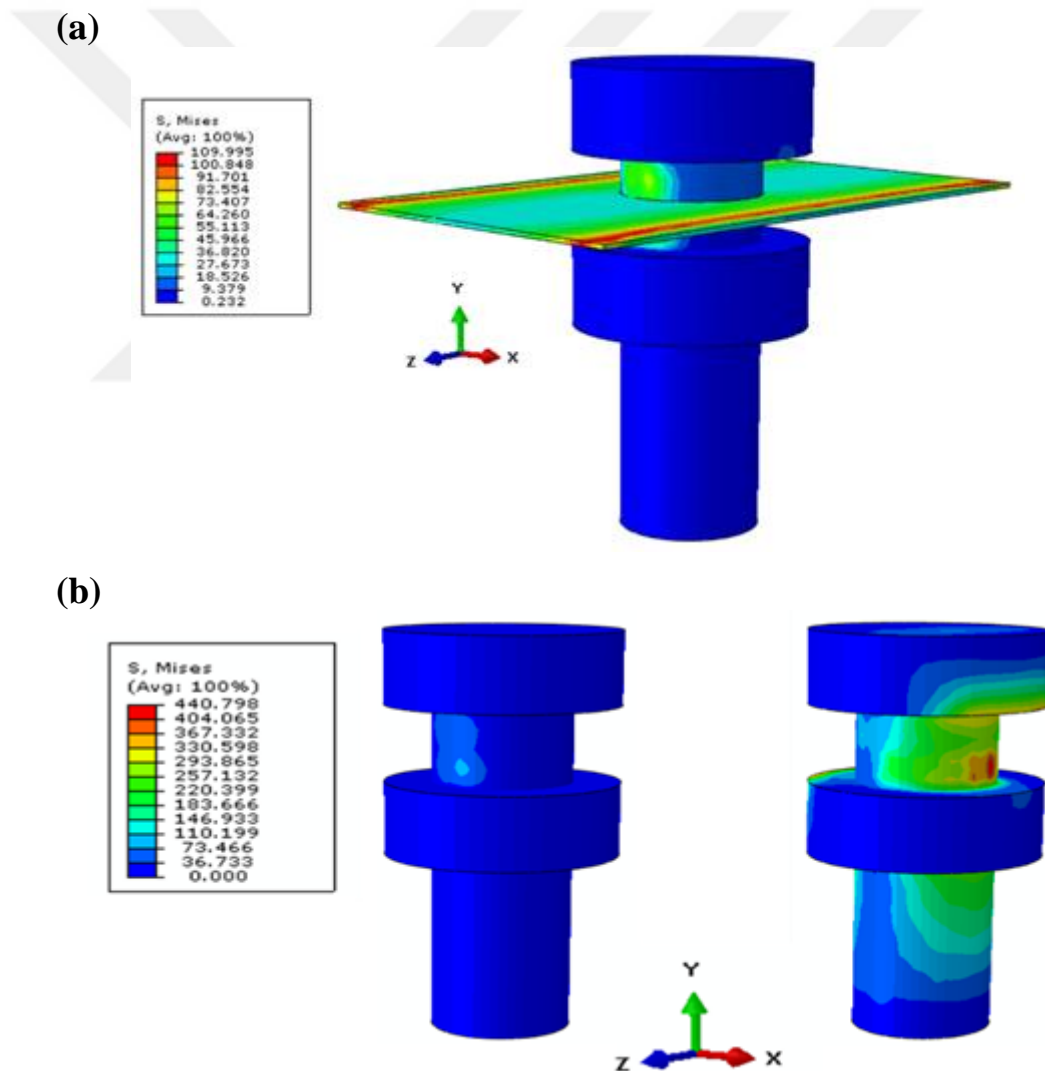 (a)
S, Mises
(Avg: 100%)
109.995
100.848
91.701
82.554
73.407
64.260
55.113
45.966
36.820
27.673
18.526
9.379
0.232
Y
Z
X
(b)
S, Mises
(Avg: 100%)
440.798
404.065
367.332
330.598
293.865
257.132
220.399
183.666
146.933
110.199
73.466
36.733
0.000
Y
Z
X